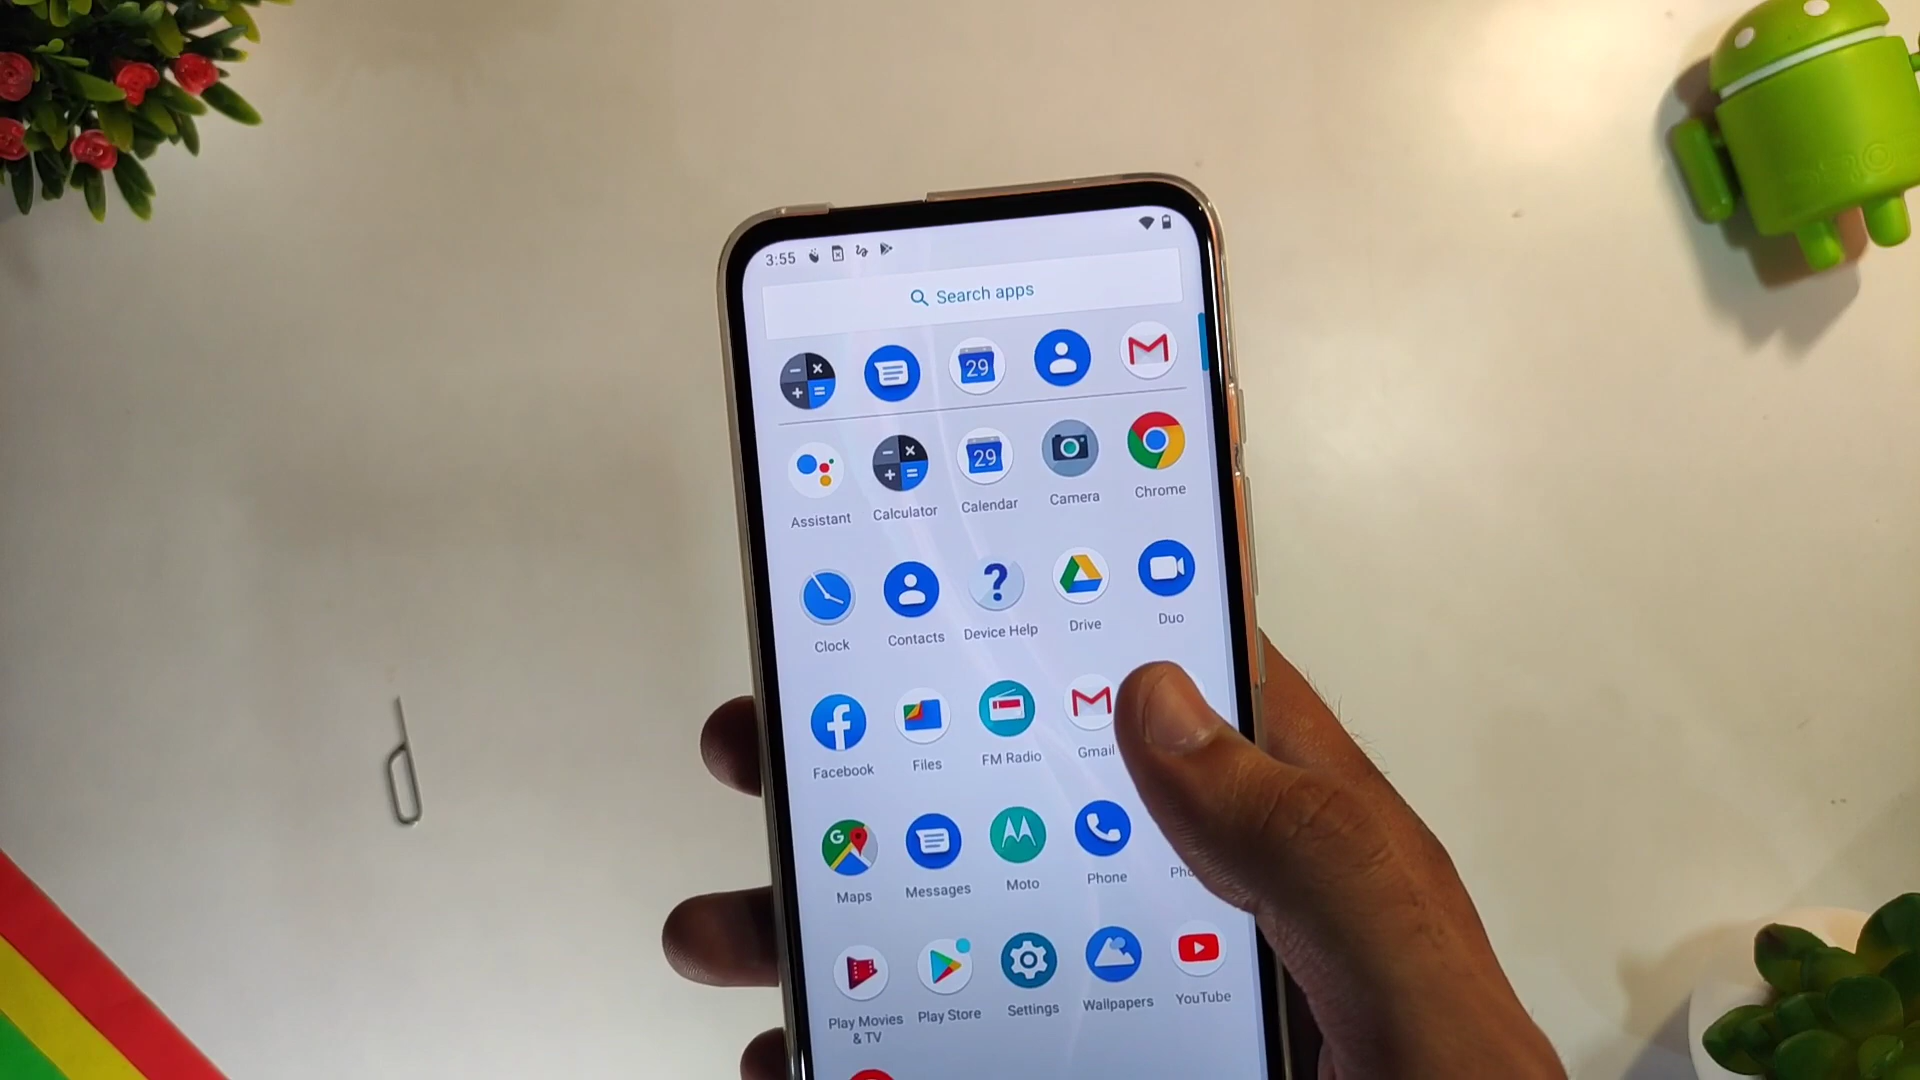 3:55
Search apps
29
29
Assistant
Calculator
Calendar
Camera
Chrome
Clock
Contacts
Device Help
Drive
Duo
Facebook
Files
FM Radio
Gmail
G
Maps
Messages
Moto
Phone
Play Movies
& TV
Play Store
Settings
Wallpapers
YouTube